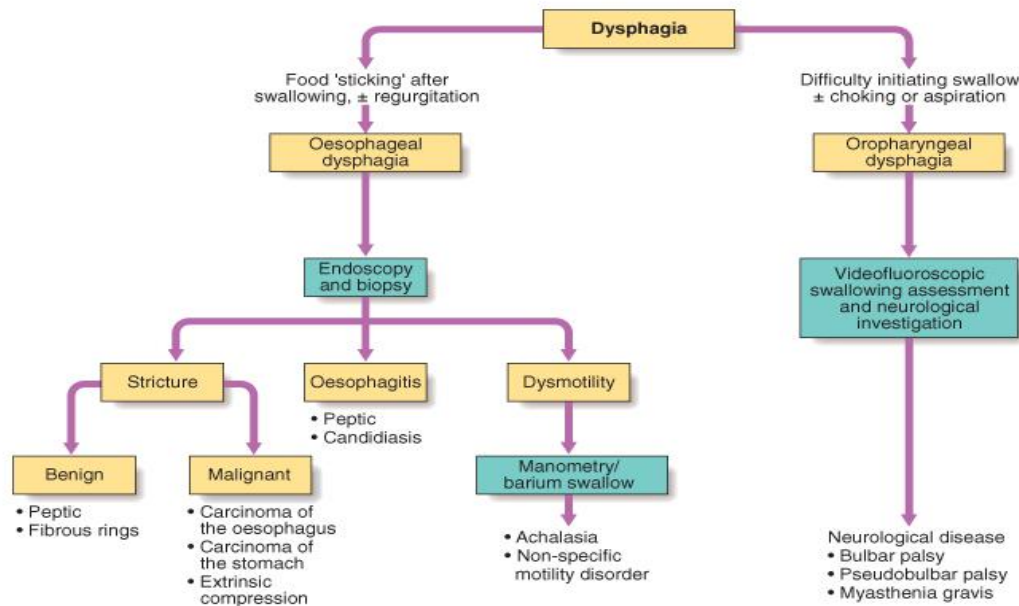 Dysphagia
Food 'sticking' after
swallowing, ± regurgitation
Difficulty initiating swallow
± choking or aspiration
Oesophageal
dysphagia
Oropharyngeal
dysphagia
Endoscopy
and biopsy
Videofluoroscopic
swallowing assessment
and neurological
investigation
Stricture
Oesophagitis
Dysmotility
• Peptic
• Candidiasis
Benign
Malignant
Manometry/
barium swallow
• Peptic
• Fibrous rings
• Carcinoma of
the oesophagus
• Carcinoma of
the stomach
• Extrinsic
compression
• Achalasia
• Non-specific
motility disorder
Neurological disease
• Bulbar palsy
• Pseudobulbar palsy
• Myasthenia gravis